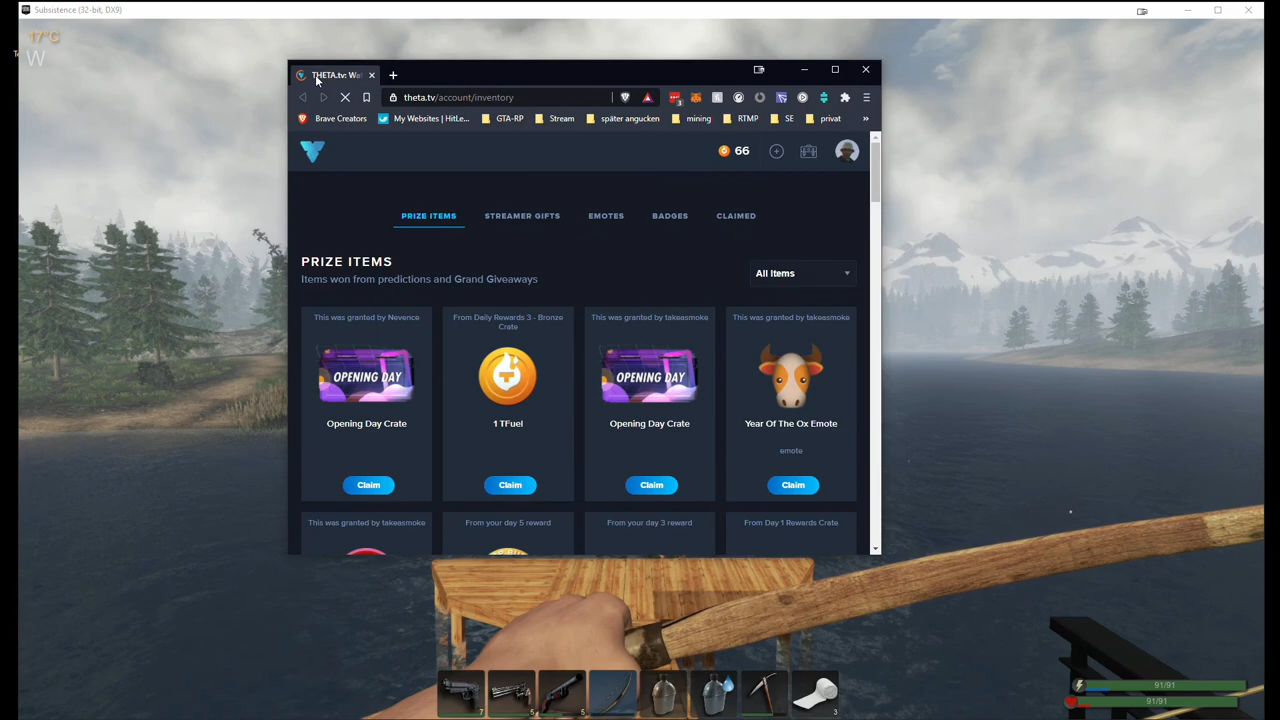 Subsistence (32-bit, DX9)
17°C
W
THETA.tv: Wa
theta.tv/account/inventory
3
Brave Creators
My Websites | HitLe...
GTA-RP
Stream
später angucken
mining
RTMP
SE
privat
»
66
PRIZE ITEMS
STREAMER GIFTS
EMOTES
BADGES
CLAIMED
PRIZE ITEMS
Items won from predictions and Grand Giveaways
All Items
This was granted by Nevence
OPENING DAY
Opening Day Crate
Claim
From Daily Rewards 3 - Bronze
Crate
1 TFuel
Claim
This was granted by takeasmoke
OPENING DAY
Opening Day Crate
Claim
This was granted by takeasmoke
Year Of The Ox Emote
emote
Claim
This was granted by takeasmoke
From your day 5 reward
From your day 3 reward
From Day 1 Rewards Crate
7
5
5
3
91/91
91/91